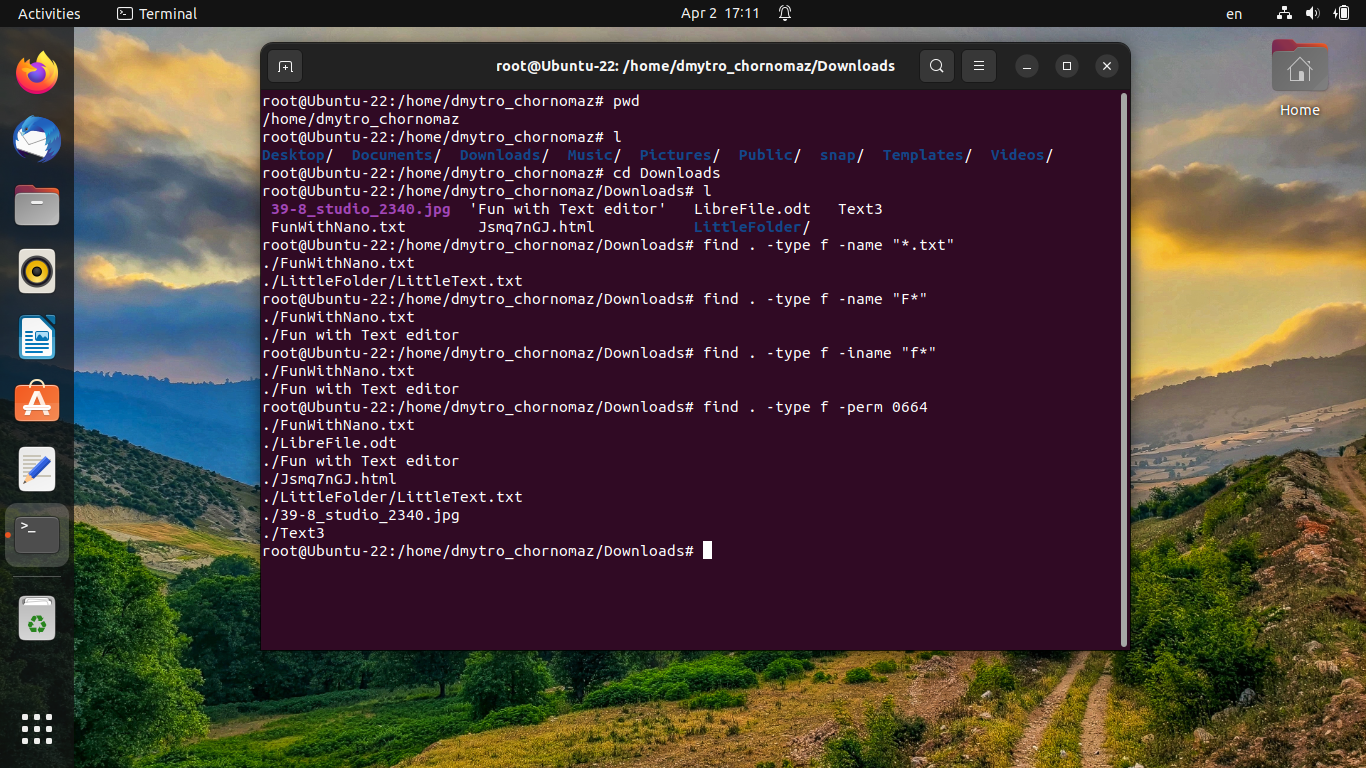 Activities Terminal Apr 2 17:11 en
root@Ubuntu-22: /home/dmytro_chornomaz/Downloads
Home
root@Ubuntu-22:/home/dmytro_chornomaz# pwd
/home/dmytro_chornomaz
root@Ubuntu-22:/home/dmytro_chornomaz# l
Desktop/ Documents/ Downloads/ Music/ Pictures/ Public/ snap/ Templates/ Videos/
root@Ubuntu-22:/home/dmytro_chornomaz# cd Downloads
root@Ubuntu-22:/home/dmytro_chornomaz/Downloads# l
39-8_studio_2340.jpg 'Fun with Text editor' LibreFile.odt Text3
FunWithNano.txt Jsmq7nGJ.html LittleFolder/
root@Ubuntu-22:/home/dmytro_chornomaz/Downloads# find . -type f -name "*.txt"
./FunWithNano.txt
./LittleFolder/LittleText.txt
root@Ubuntu-22:/home/dmytro_chornomaz/Downloads# find . -type f -name "F*"
./FunWithNano.txt
./Fun with Text editor
root@Ubuntu-22:/home/dmytro_chornomaz/Downloads# find . -type f -iname "f*"
./FunWithNano.txt
./Fun with Text editor
root@Ubuntu-22:/home/dmytro_chornomaz/Downloads# find . -type f -perm 0664
./FunWithNano.txt
./LibreFile.odt
./Fun with Text editor
./Jsmq7nGJ.html
./LittleFolder/LittleText.txt
./39-8_studio_2340.jpg
./Text3
root@Ubuntu-22:/home/dmytro_chornomaz/Downloads#